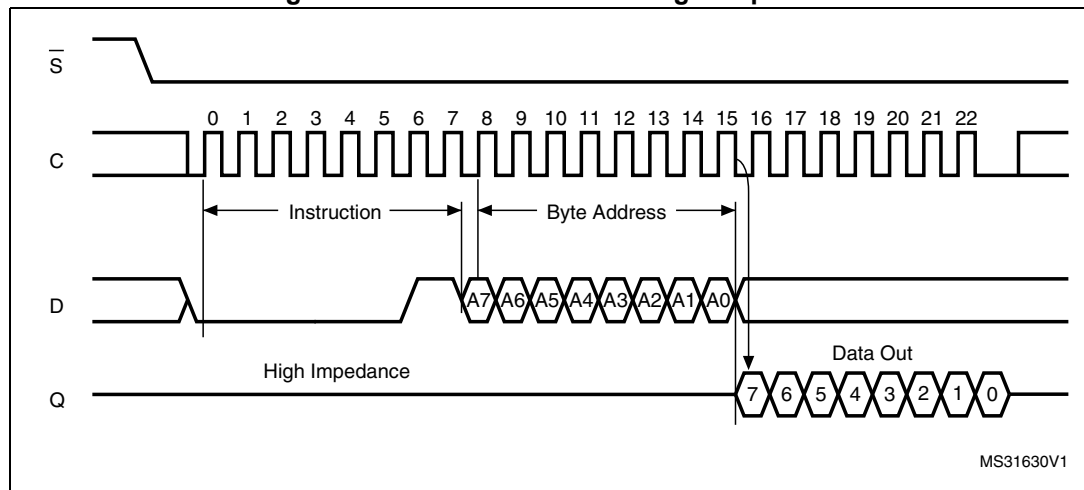 S
0 1 2 3 4 5 6 7 8 9 10 11 12 13 14 15 16 17 18 19 20 21 22
C
Instruction Byte Address
D A7 A6 A5 A4 A3 A2 A1 A0
Data Out
High Impedance
Q 7 6 5 4 3 2 1 0
MS31630V1